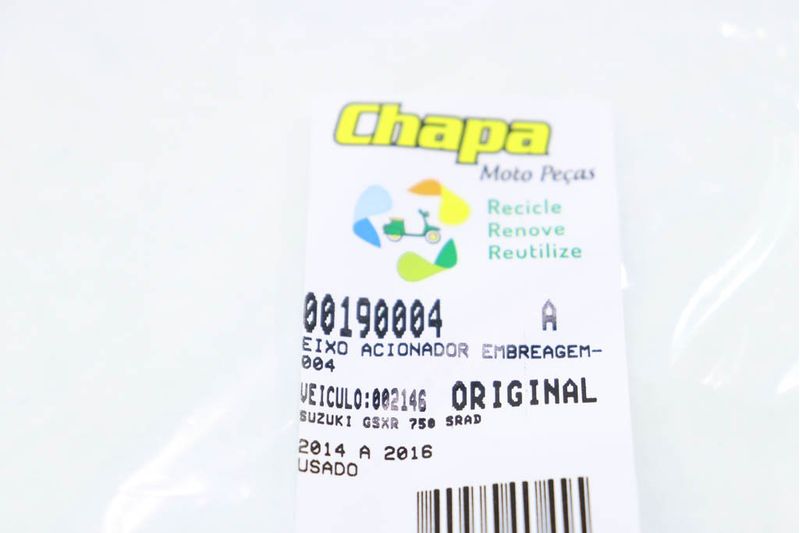 Chapa
Moto Peças
Recicle
Renove
Reutilize
00190004 A
EIXO ACIONADOR EMBREAGEM-
004
VEICULO:002146 ORIGINAL
SUZUKI GSXR 750 SRAD
2014 A 2016
USADO